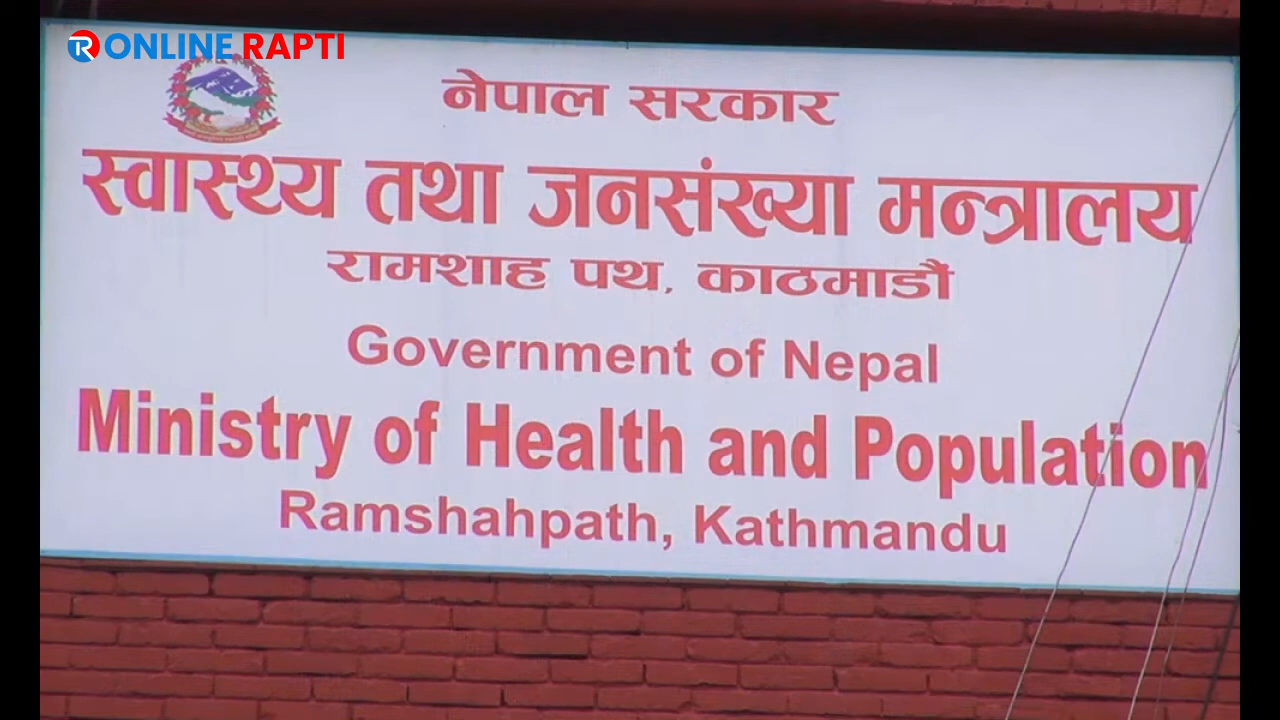 ONLINE RAPTI
नेपाल सरकार
स्वास्थ्य तथा जनसंख्या मन्त्रालय
रामशाह पथ, काठमाडौं
Government of Nepal
Ministry of Health and Population
Ramshahpath, Kathmandu